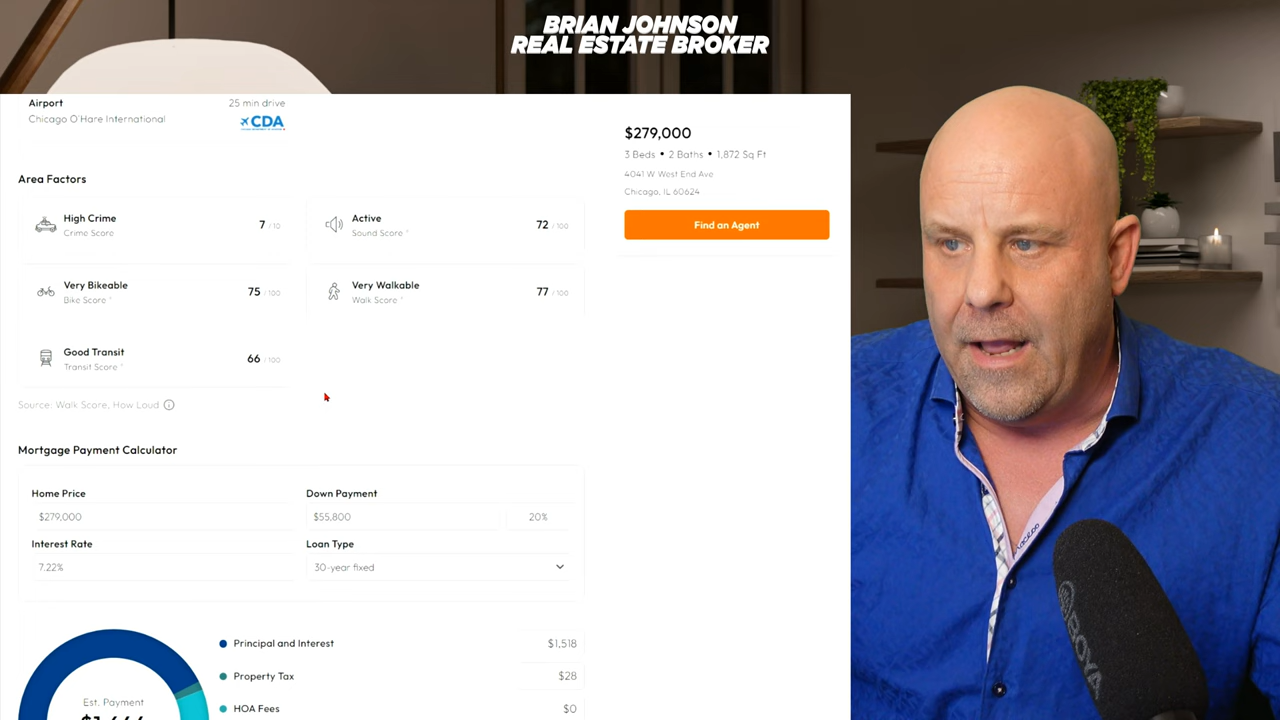 BRIAN JOHNSON
REAL ESTATE BROKER
Airport
25 min drive
Chicago O'Hare International
CDA
$279,000
3 Beds • 2 Baths • 1,872 Sq Ft
4041 W West End Ave
Chicago, IL 60624
Find an Agent
Area Factors
High Crime
Crime Score
7 /10
Active
Sound Score
72 /100
Very Bikeable
Bike Score
75 /100
Very Walkable
Walk Score
77 /100
Good Transit
Transit Score
66 /100
Source: Walk Score, How Loud
Mortgage Payment Calculator
Home Price
$279,000
Down Payment
$55,800
20%
Interest Rate
7.22%
Loan Type
30-year fixed
Est. Payment
Principal and Interest
$1,518
Property Tax
$28
HOA Fees
$0
BOYA